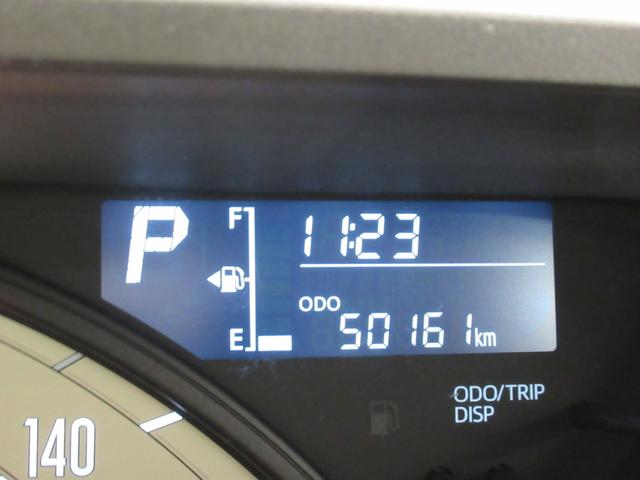 P
F
11:23
ODO
E
50161km
ODO/TRIP
DISP
140